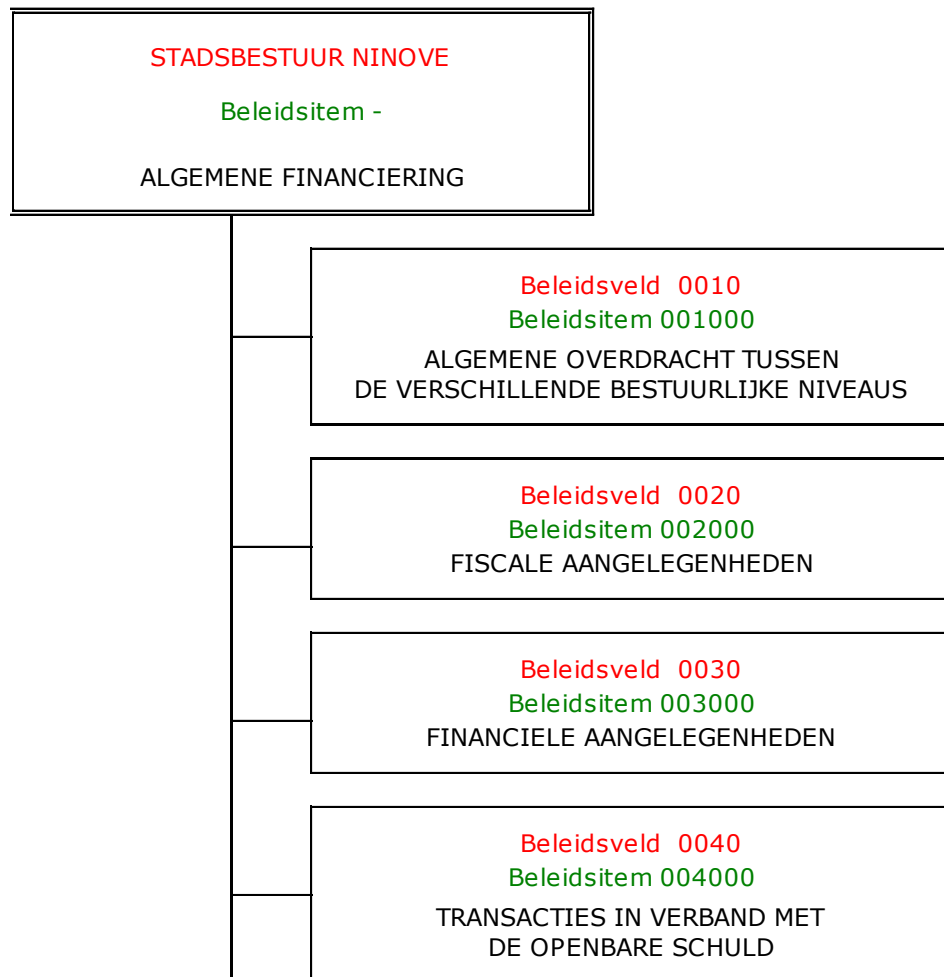 STADSBESTUUR NINOVE
Beleidsitem -
ALGEMENE FINANCIERING
Beleidsveld 0010
Beleidsitem 001000
ALGEMENE OVERDRACHT TUSSEN
DE VERSCHILLENDE BESTUURLIJKE NIVEAUS
Beleidsveld 0020
Beleidsitem 002000
FISCALE AANGELEGENHEDEN
Beleidsveld 0030
Beleidsitem 003000
FINANCIELE AANGELEGENHEDEN
Beleidsveld 0040
Beleidsitem 004000
TRANSACTIES IN VERBAND MET
DE OPENBARE SCHULD